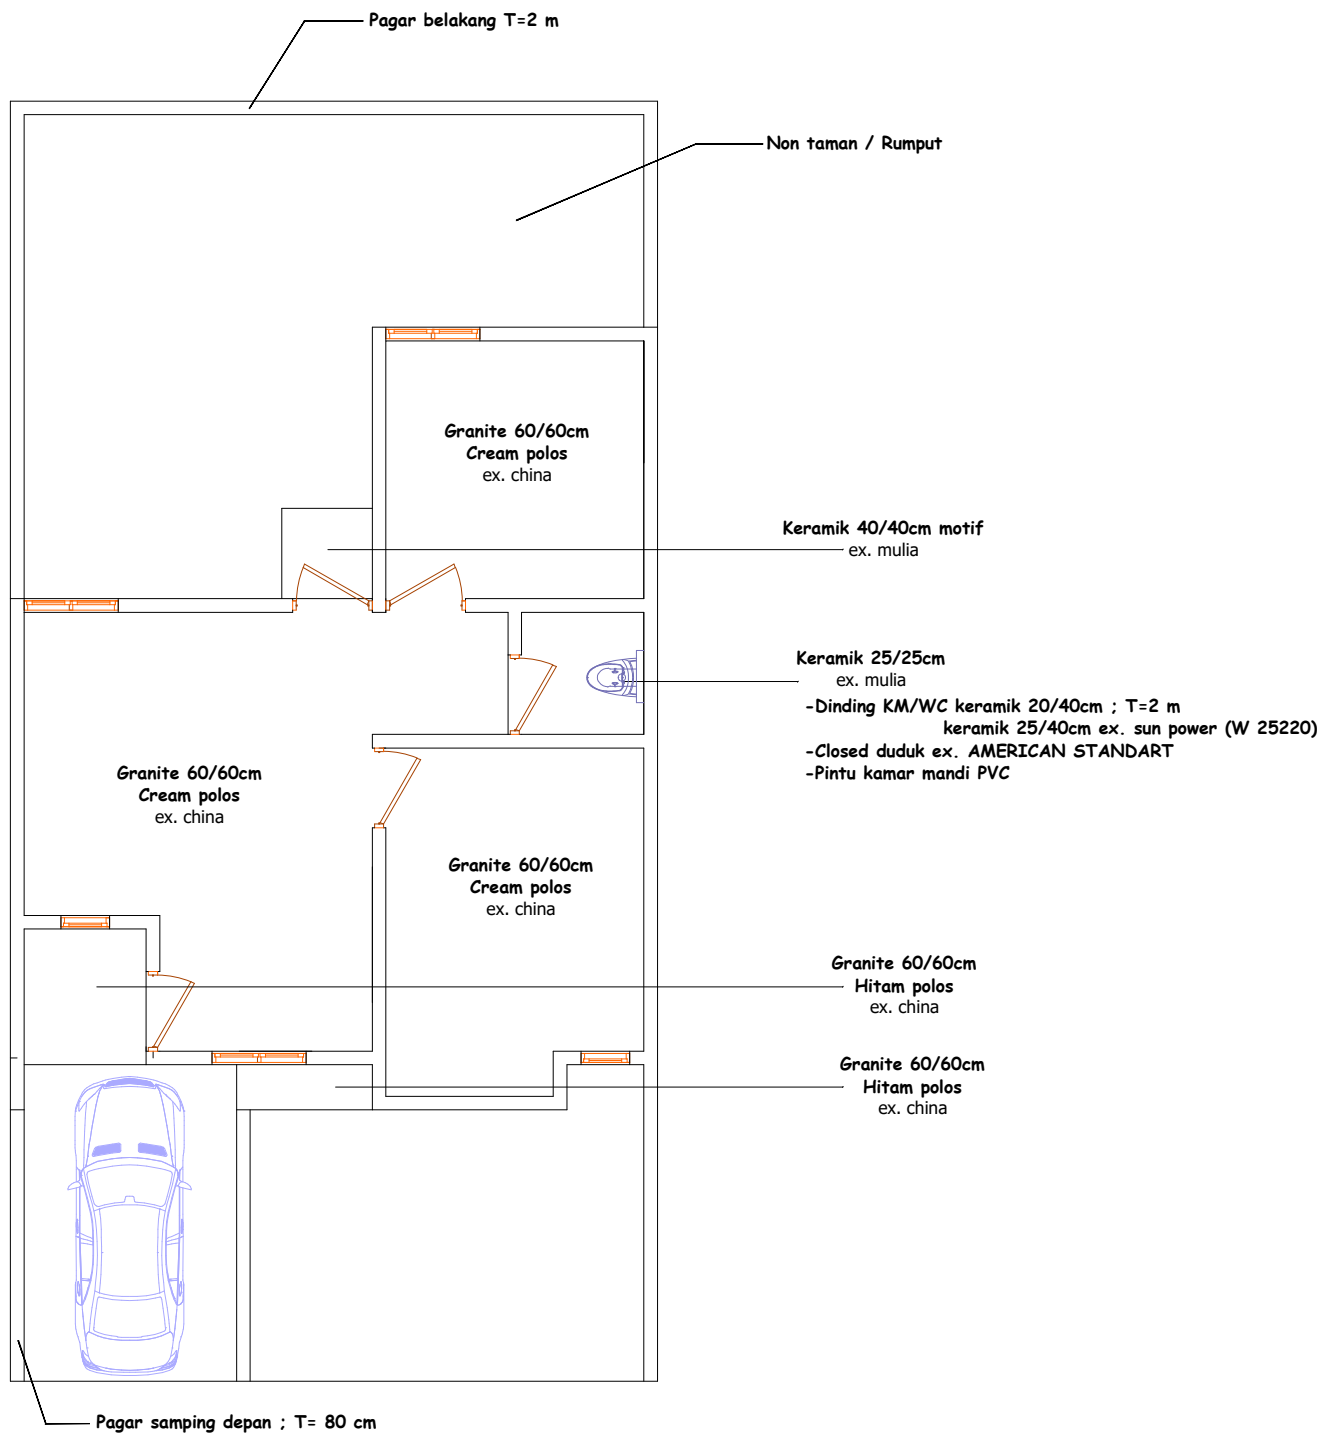 Pagar belakang T=2 m
Non taman / Rumput
Granite 60/60cm
Cream polos
ex. china
Keramik 40/40cm motif
ex. mulia
Keramik 25/25cm
ex. mulia
-Dinding KM/WC keramik 20/40cm ; T=2 m
keramik 25/40cm ex. sun power (W 25220)
-Closed duduk ex. AMERICAN STANDART
-Pintu kamar mandi PVC
Granite 60/60cm
Cream polos
ex. china
Granite 60/60cm
Cream polos
ex. china
Granite 60/60cm
Hitam polos
ex. china
Granite 60/60cm
Hitam polos
ex. china
Pagar samping depan ; T= 80 cm